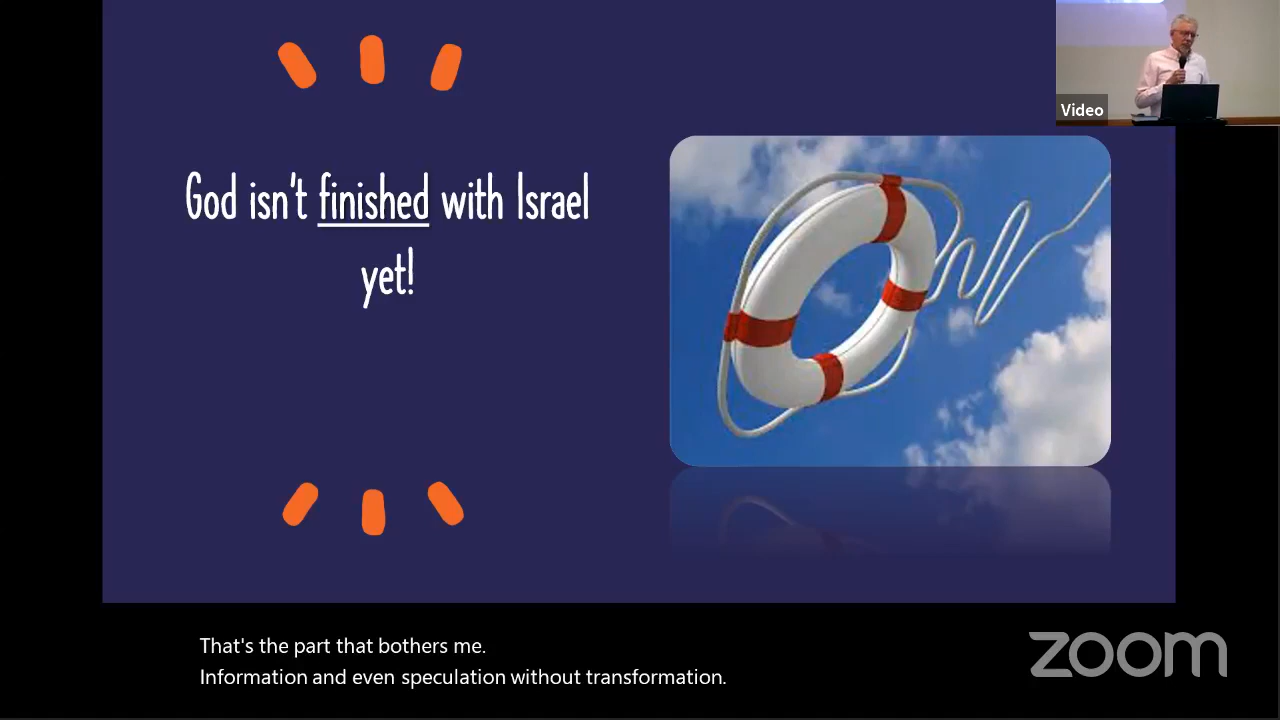 God isn't finished with Israel
yet!
Video
That's the part that bothers me.
Information and even speculation without transformation.
zoom